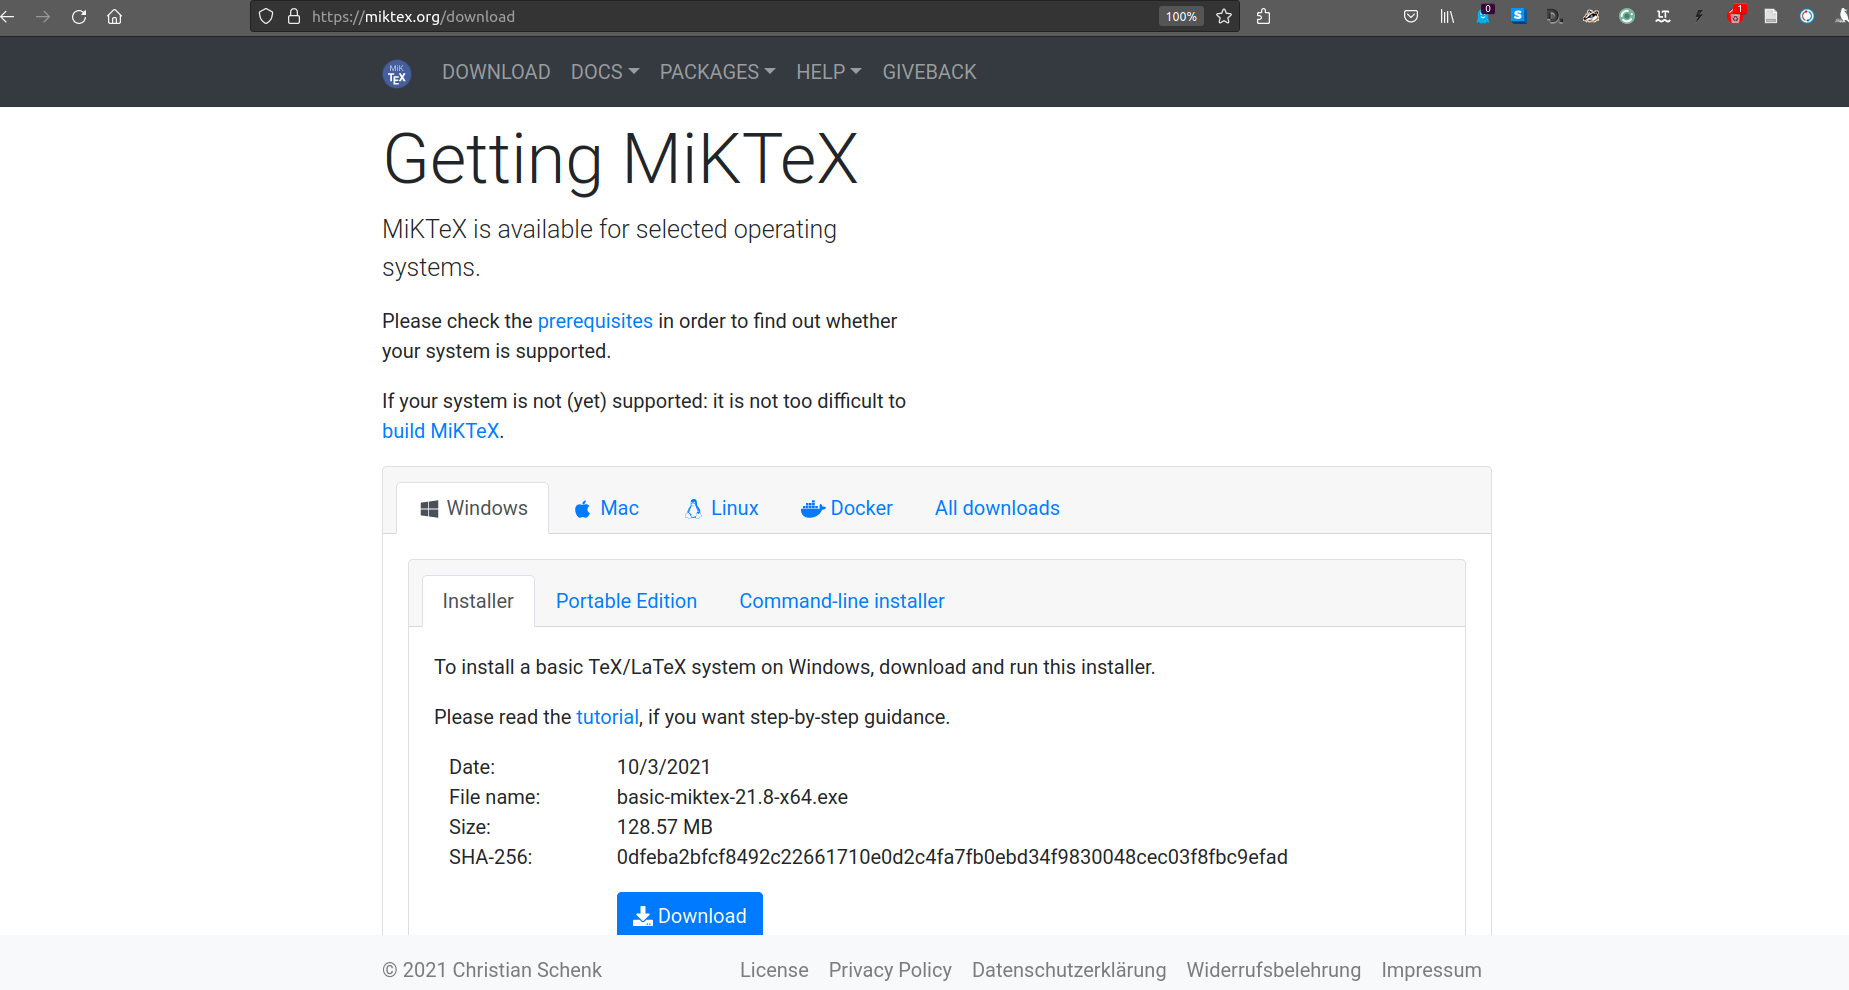 https://miktex.org/download
100%
0
S
D.
1
MiK
TEX
DOWNLOAD DOCS PACKAGES HELP GIVEBACK
Getting MiKTeX
MiKTeX is available for selected operating
systems.
Please check the prerequisites in order to find out whether
your system is supported.
If your system is not (yet) supported: it is not too difficult to
build MiKTeX.
Windows Mac Linux Docker All downloads
Installer Portable Edition Command-line installer
To install a basic TeX/LaTeX system on Windows, download and run this installer.
Please read the tutorial, if you want step-by-step guidance.
Date: 10/3/2021
File name: basic-miktex-21.8-x64.exe
Size: 128.57 MB
SHA-256: 0dfeba2bfcf8492c22661710e0d2c4fa7fb0ebd34f9830048cec03f8fbc9efad
Download
© 2021 Christian Schenk License Privacy Policy Datenschutzerklärung Widerrufsbelehrung Impressum